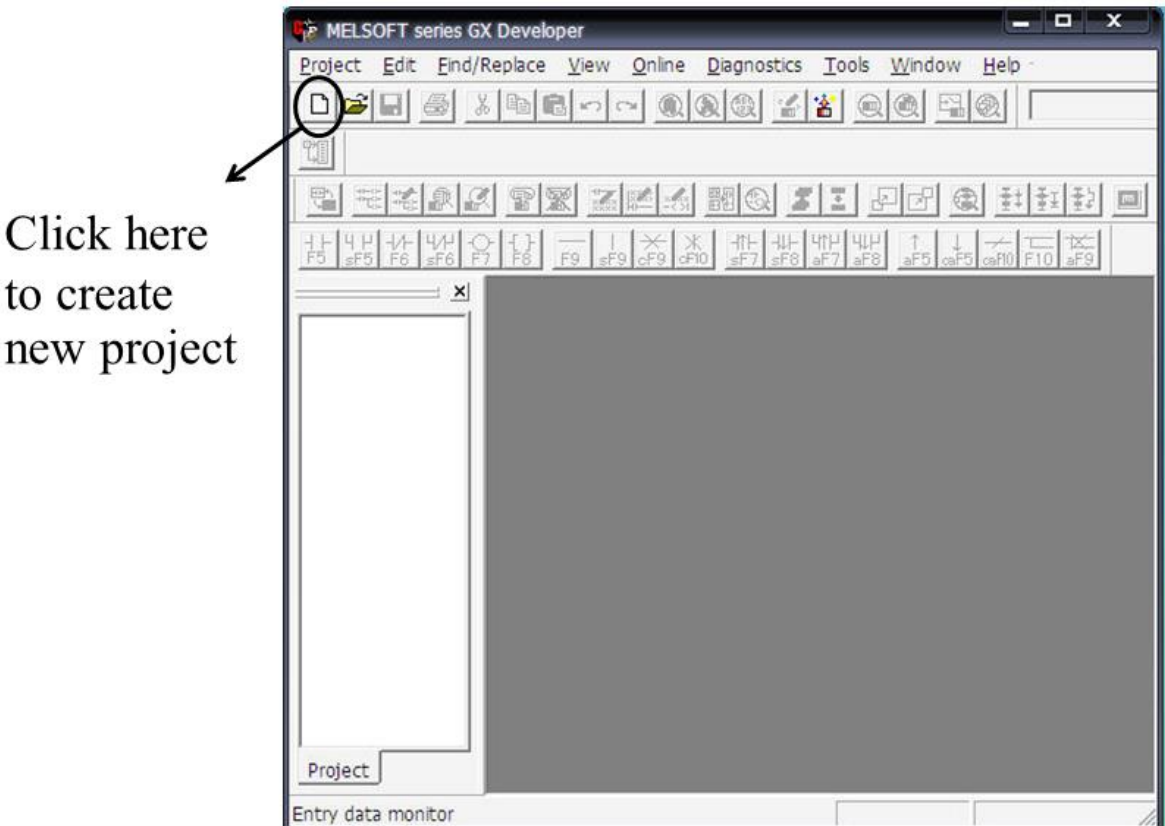 MELSOFT series GX Developer
Project Edit Find/Replace View Online Diagnostics Tools Window Help
F5 sF5 F6 sF6 F7 F8 F9 sF9 cF9 cF10 sF7 sF8 aF7 aF8 aF5 caF5 caF10 F10 aF9
Click here
to create
new project
Project
Entry data monitor